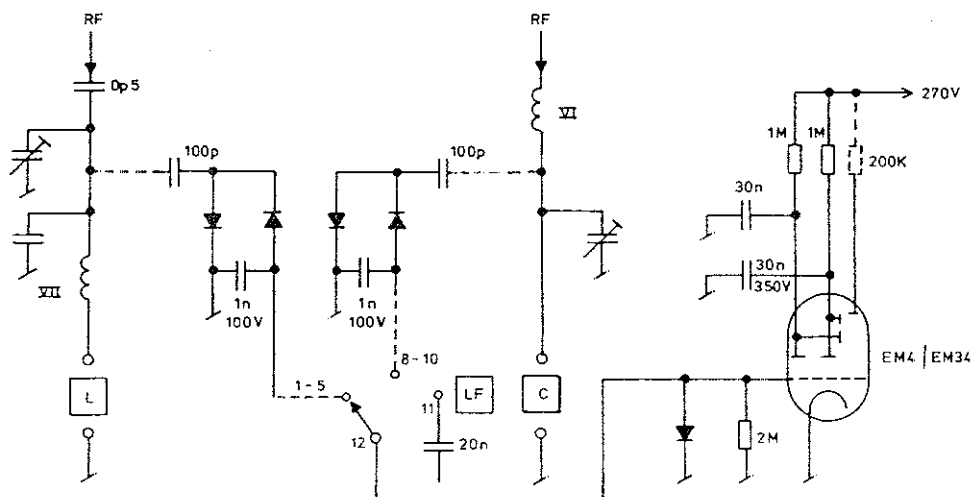 RF
RF
0p5
VI
270V
1M
1M
100p
100p
200K
30n
VII
30n
350V
1n
100V
1n
100V
8-10
EM4/EM34
L
1-5
LF
C
11
12
20n
2M